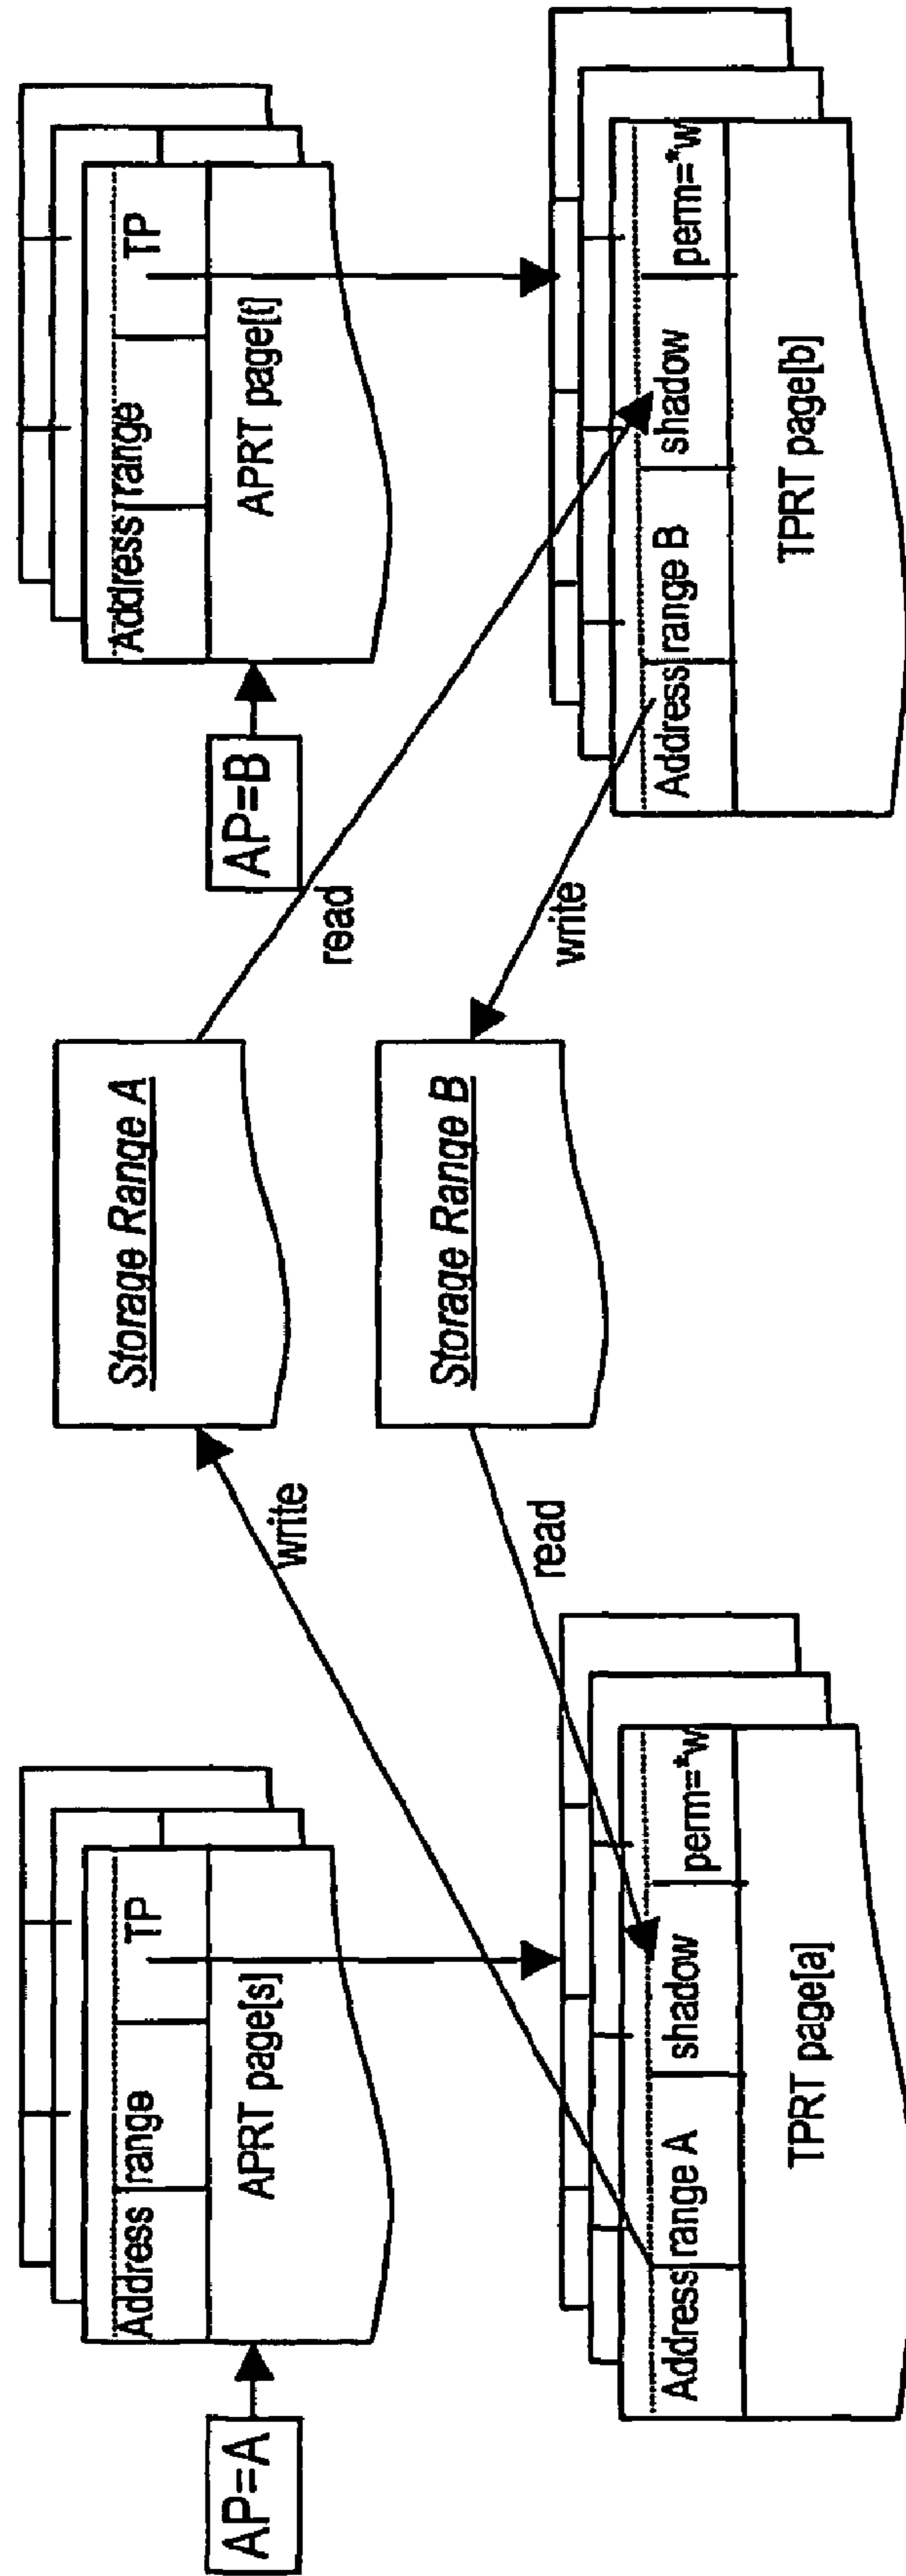 AP=A
Address range TP
APRT page[s]
write
Storage Range A
read
AP=B
Address range TP
APRT page[t]
Address range A shadow perm=*w
TPRT page[a]
read
Storage Range B
write
Address range B shadow perm=*w
TPRT page[b]